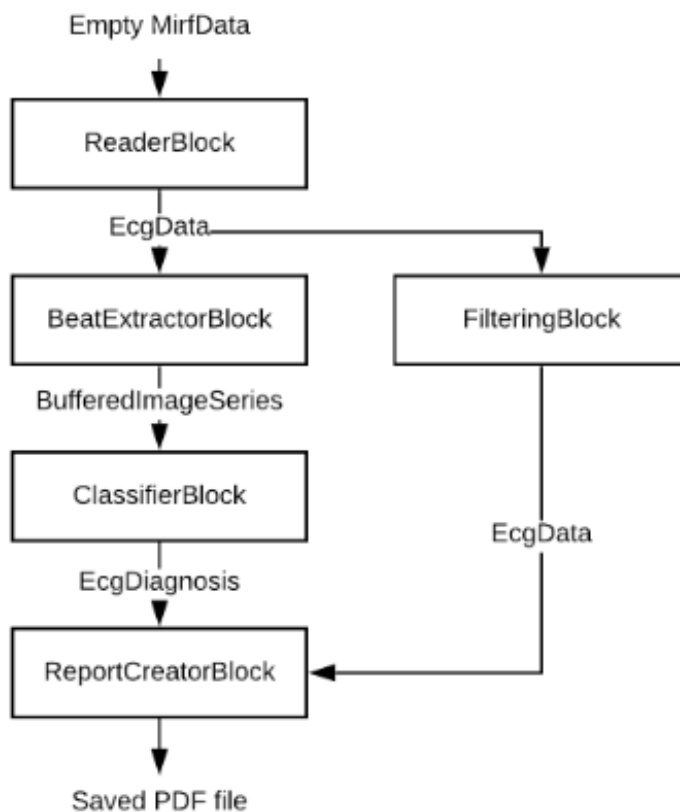 Empty MirfData
ReaderBlock
EcgData
BeatExtractorBlock
FilteringBlock
BufferedImageSeries
ClassifierBlock
EcgData
EcgDiagnosis
ReportCreatorBlock
Saved PDF file